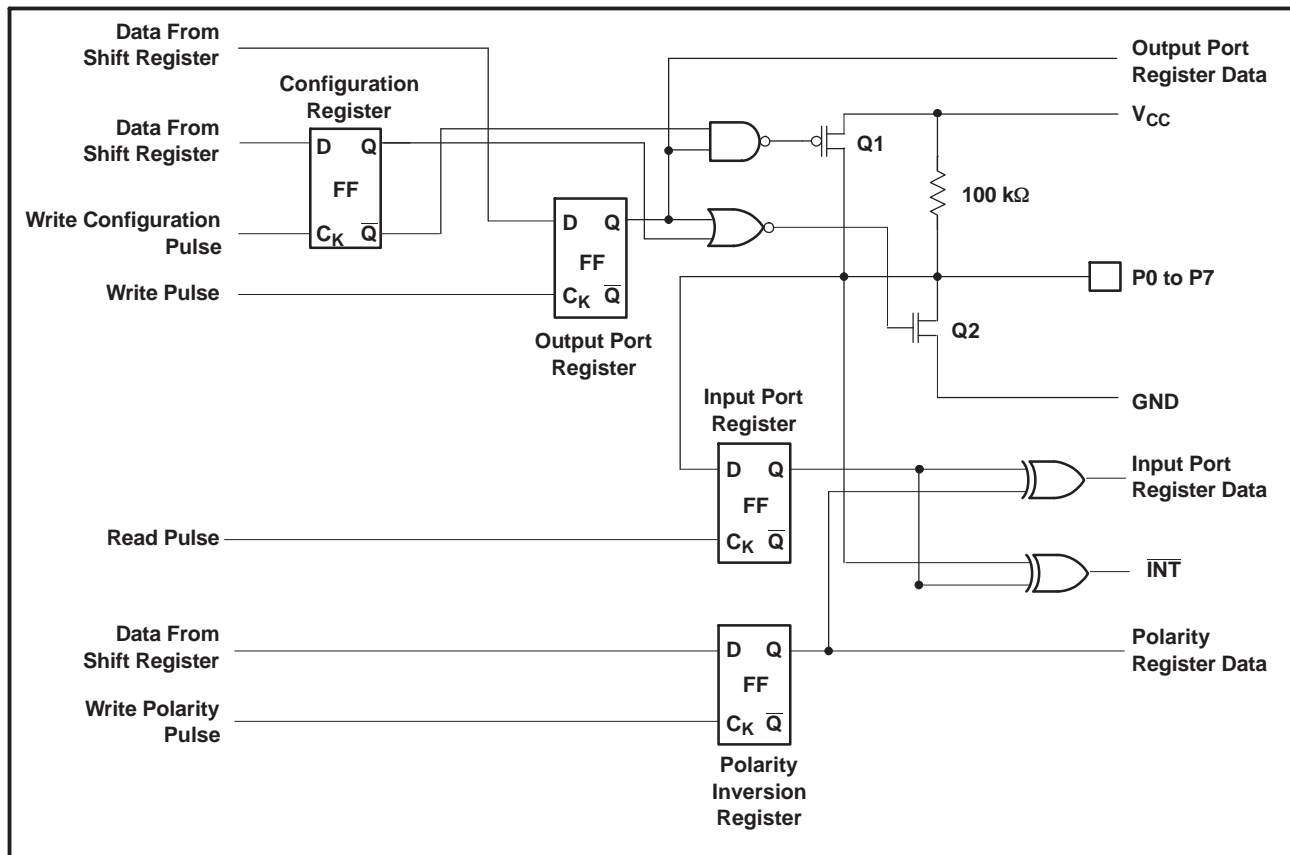 Data From
Shift Register
Configuration
Register
Data From
Shift Register
D Q
FF
CK Q̅
Write Configuration
Pulse
Write Pulse
D Q
FF
CK Q̅
Output Port
Register
Output Port
Register Data
VCC
Q1
100 kΩ
P0 to P7
Q2
GND
Input Port
Register
D Q
FF
CK Q̅
Read Pulse
Input Port
Register Data
I̅N̅T̅
Data From
Shift Register
D Q
FF
CK Q̅
Write Polarity
Pulse
Polarity
Inversion
Register
Polarity
Register Data